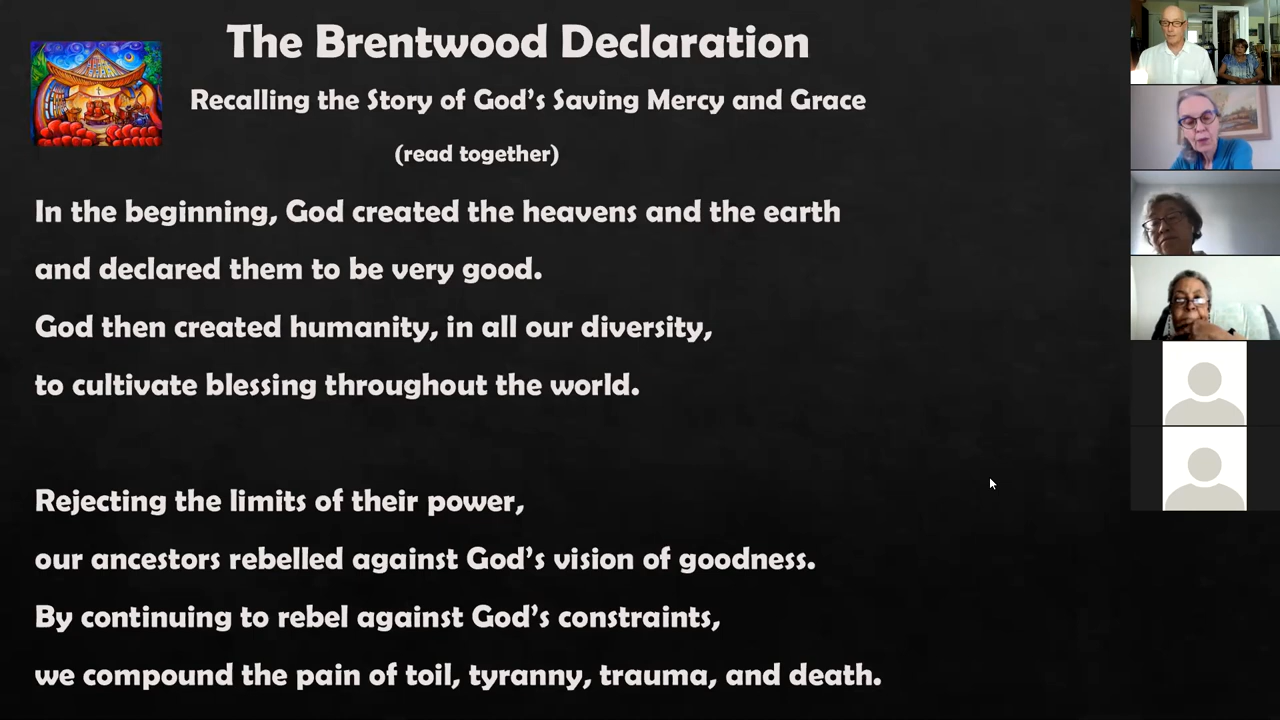 The Brentwood Declaration
Recalling the Story of God's Saving Mercy and Grace
(read together)
In the beginning, God created the heavens and the earth
and declared them to be very good.
God then created humanity, in all our diversity,
to cultivate blessing throughout the world.
Rejecting the limits of their power,
our ancestors rebelled against God's vision of goodness.
By continuing to rebel against God's constraints,
we compound the pain of toil, tyranny, trauma, and death.